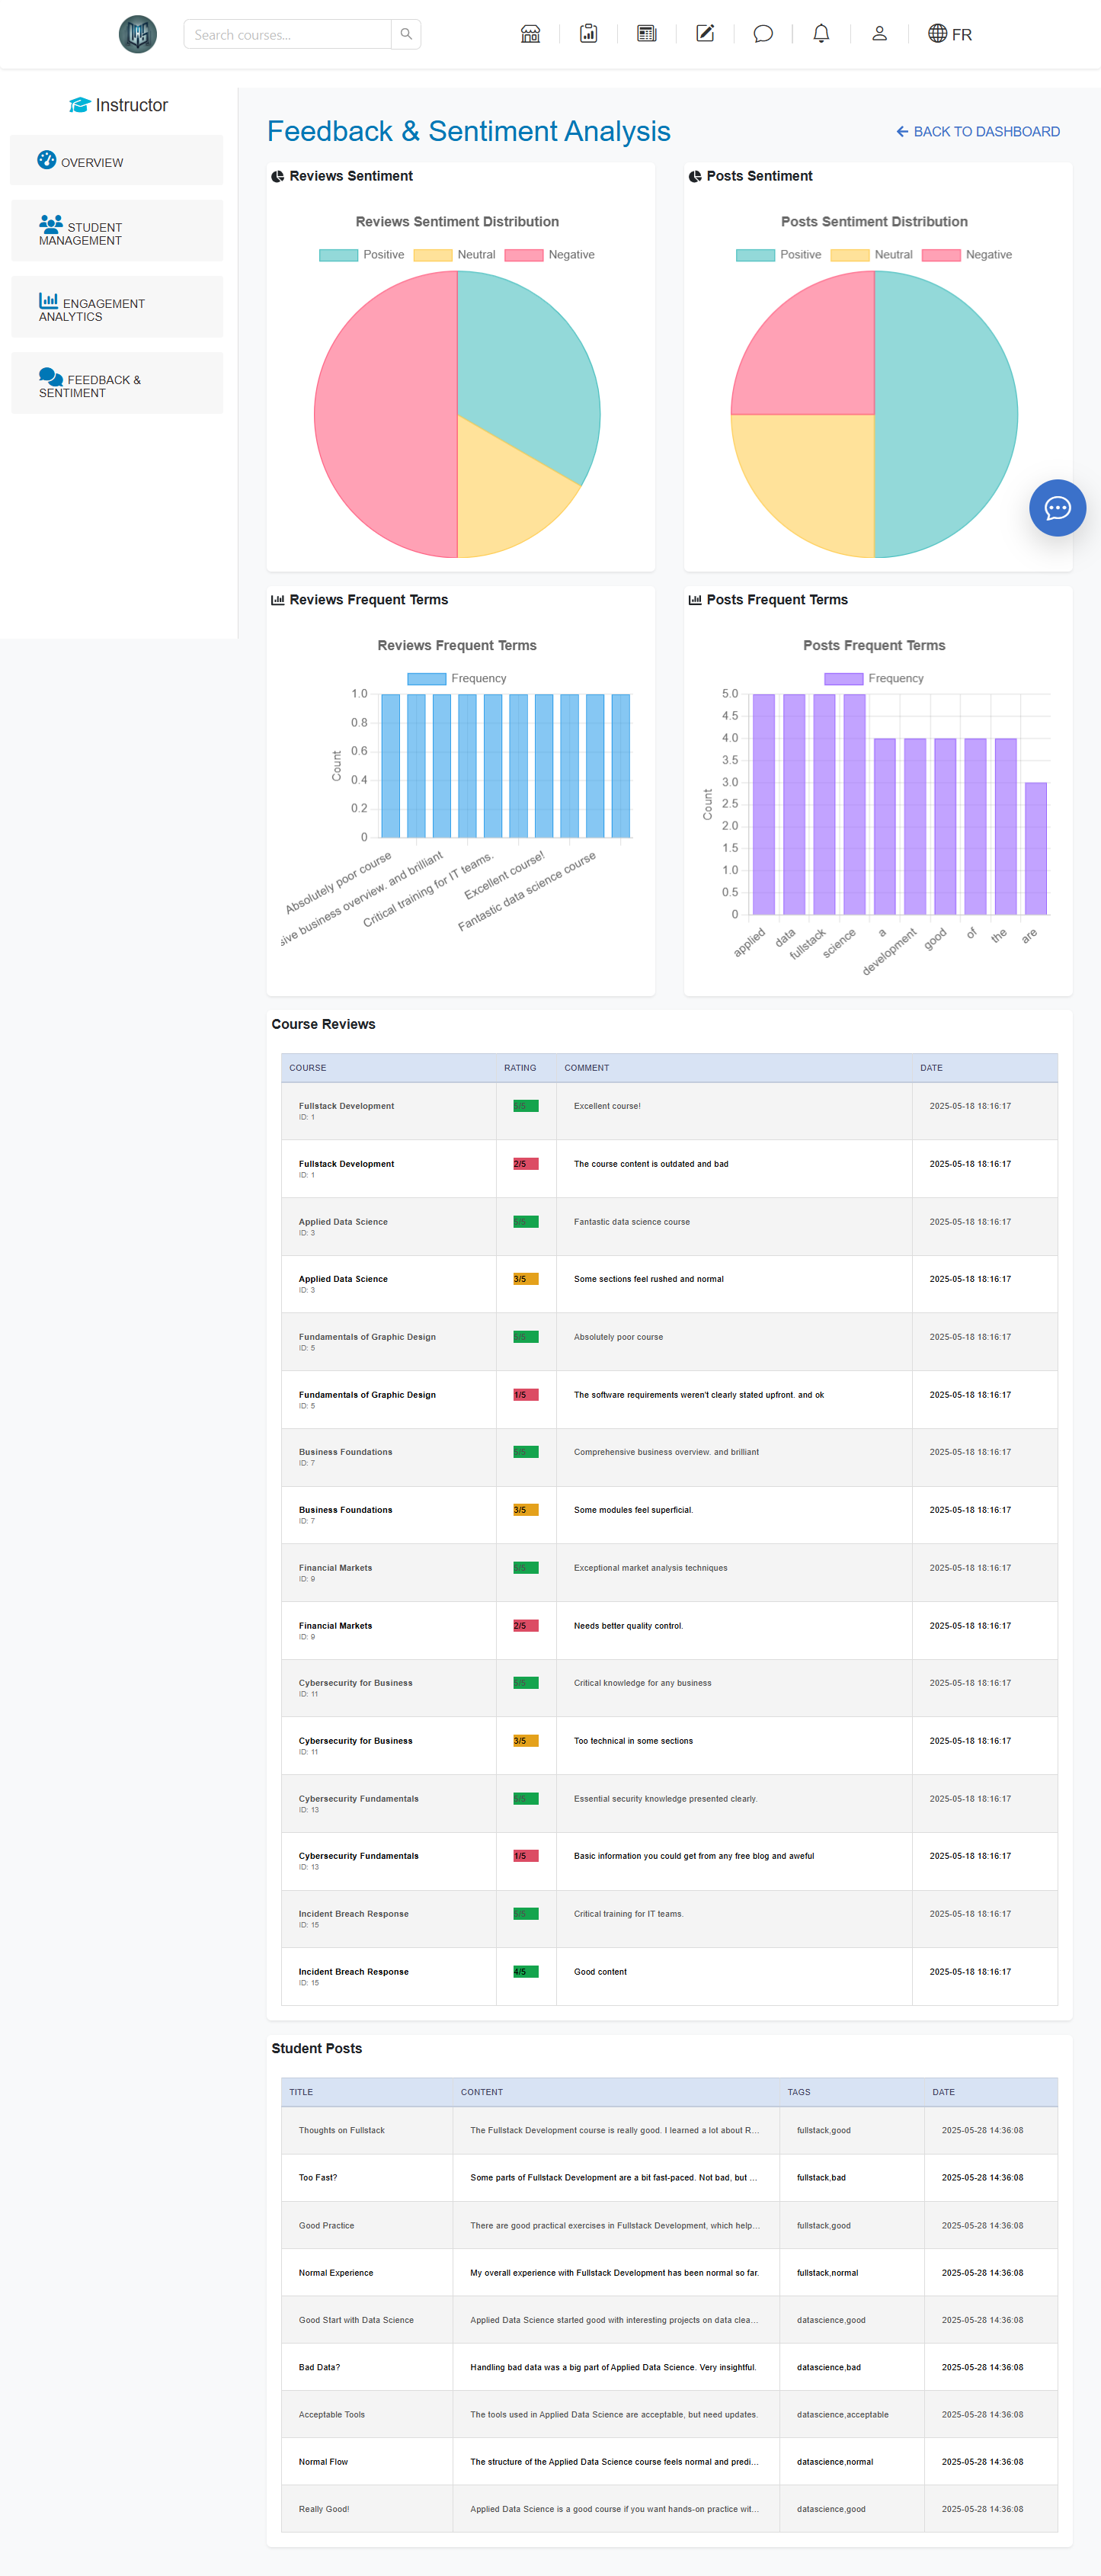 Search courses...
FR
Instructor
OVERVIEW
STUDENT
MANAGEMENT
ENGAGEMENT
ANALYTICS
FEEDBACK &
SENTIMENT
Feedback & Sentiment Analysis
BACK TO DASHBOARD
Reviews Sentiment
Reviews Sentiment Distribution
Positive Neutral Negative
Posts Sentiment
Posts Sentiment Distribution
Positive Neutral Negative
Reviews Frequent Terms
Reviews Frequent Terms
Frequency
1.0
0.8
0.6
0.4
0.2
0
Count
Absolutely poor course
sive business overview. and brilliant
Critical training for IT teams.
Excellent course!
Fantastic data science course
Posts Frequent Terms
Posts Frequent Terms
Frequency
5.0
4.5
4.0
3.5
3.0
2.5
2.0
1.5
1.0
0.5
0
Count
applied
data
fullstack
science
a
development
good
of
the
are
Course Reviews
COURSE RATING COMMENT DATE
Fullstack Development 5/5 Excellent course! 2025-05-18 18:16:17
ID: 1
Fullstack Development 2/5 The course content is outdated and bad 2025-05-18 18:16:17
ID: 1
Applied Data Science 5/5 Fantastic data science course 2025-05-18 18:16:17
ID: 3
Applied Data Science 3/5 Some sections feel rushed and normal 2025-05-18 18:16:17
ID: 3
Fundamentals of Graphic Design 5/5 Absolutely poor course 2025-05-18 18:16:17
ID: 5
Fundamentals of Graphic Design 1/5 The software requirements weren't clearly stated upfront. and ok 2025-05-18 18:16:17
ID: 5
Business Foundations 5/5 Comprehensive business overview. and brilliant 2025-05-18 18:16:17
ID: 7
Business Foundations 3/5 Some modules feel superficial. 2025-05-18 18:16:17
ID: 7
Financial Markets 5/5 Exceptional market analysis techniques 2025-05-18 18:16:17
ID: 9
Financial Markets 2/5 Needs better quality control. 2025-05-18 18:16:17
ID: 9
Cybersecurity for Business 5/5 Critical knowledge for any business 2025-05-18 18:16:17
ID: 11
Cybersecurity for Business 3/5 Too technical in some sections 2025-05-18 18:16:17
ID: 11
Cybersecurity Fundamentals 5/5 Essential security knowledge presented clearly. 2025-05-18 18:16:17
ID: 13
Cybersecurity Fundamentals 1/5 Basic information you could get from any free blog and aweful 2025-05-18 18:16:17
ID: 13
Incident Breach Response 5/5 Critical training for IT teams. 2025-05-18 18:16:17
ID: 15
Incident Breach Response 4/5 Good content 2025-05-18 18:16:17
ID: 15
Student Posts
TITLE CONTENT TAGS DATE
Thoughts on Fullstack The Fullstack Development course is really good. I learned a lot about R... fullstack,good 2025-05-28 14:36:08
Too Fast? Some parts of Fullstack Development are a bit fast-paced. Not bad, but ... fullstack,bad 2025-05-28 14:36:08
Good Practice There are good practical exercises in Fullstack Development, which help... fullstack,good 2025-05-28 14:36:08
Normal Experience My overall experience with Fullstack Development has been normal so far. fullstack,normal 2025-05-28 14:36:08
Good Start with Data Science Applied Data Science started good with interesting projects on data clea... datascience,good 2025-05-28 14:36:08
Bad Data? Handling bad data was a big part of Applied Data Science. Very insightful. datascience,bad 2025-05-28 14:36:08
Acceptable Tools The tools used in Applied Data Science are acceptable, but need updates. datascience,acceptable 2025-05-28 14:36:08
Normal Flow The structure of the Applied Data Science course feels normal and predi... datascience,normal 2025-05-28 14:36:08
Really Good! Applied Data Science is a good course if you want hands-on practice wit... datascience,good 2025-05-28 14:36:08